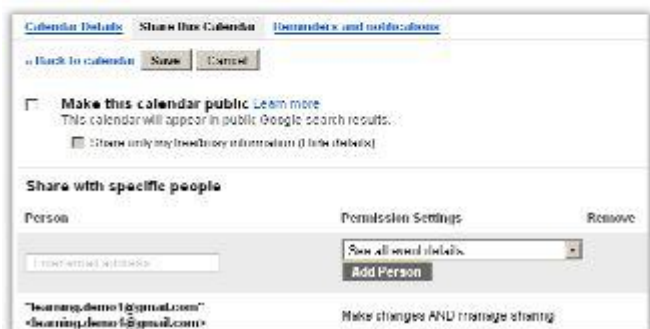 Calendar Details Share this Calendar Reminders and notifications
« Back to calendar Save Cancel
Make this calendar public Learn more
This calendar will appear in public Google search results.
Share only my free/busy information (Hide details)
Share with specific people
Person Permission Settings Remove
Enter email address See all event details
Add Person
"learning.demo1@gmail.com"
<learning.demo1@gmail.com> Make changes AND manage sharing